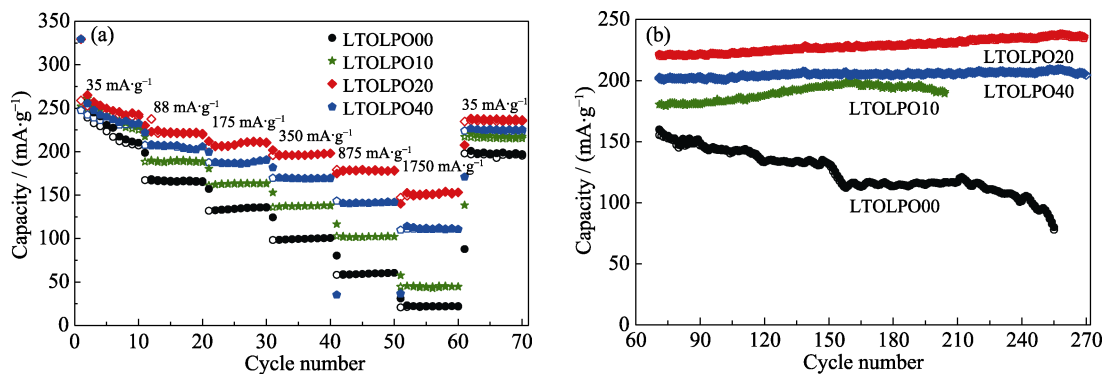 (a)
LTOLPO00
LTOLPO10
LTOLPO20
LTOLPO40
35 mA·g⁻¹
88 mA·g⁻¹
175 mA·g⁻¹
350 mA·g⁻¹
875 mA·g⁻¹
1750 mA·g⁻¹
35 mA·g⁻¹
350
300
250
200
150
100
50
0
Capacity / (mA·g⁻¹)
0 10 20 30 40 50 60 70
Cycle number
(b)
LTOLPO20
LTOLPO40
LTOLPO10
LTOLPO00
250
200
150
100
50
0
Capacity / (mA·g⁻¹)
60 90 120 150 180 210 240 270
Cycle number